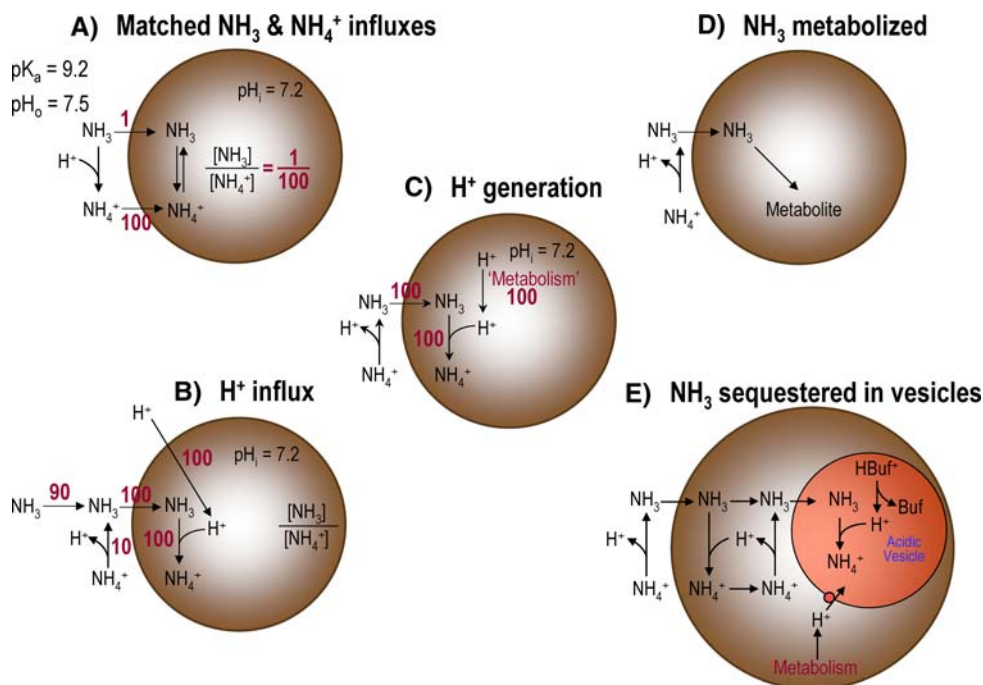 A) Matched NH₃ & NH₄⁺ influxes
pKₐ = 9.2
pHₒ = 7.5
pHᵢ = 7.2
NH₃ 1 NH₃
H⁺
[NH₃] / [NH₄⁺] = 1 / 100
NH₄⁺ 100 NH₄⁺
B) H⁺ influx
H⁺
100
pHᵢ = 7.2
NH₃ 90 NH₃ 100 NH₃
H⁺ 10 100 H⁺
[NH₃] / [NH₄⁺]
NH₄⁺ NH₄⁺
C) H⁺ generation
pHᵢ = 7.2
H⁺
'Metabolism'
100
NH₃ 100 NH₃
H⁺ 100 H⁺
NH₄⁺ NH₄⁺
D) NH₃ metabolized
NH₃ NH₃
H⁺
NH₄⁺
Metabolite
E) NH₃ sequestered in vesicles
HBuf⁺
Buf
NH₃ NH₃ NH₃ NH₃
H⁺ H⁺ H⁺
Acidic
Vesicle
NH₄⁺
NH₄⁺ NH₄⁺ NH₄⁺
H⁺
Metabolism